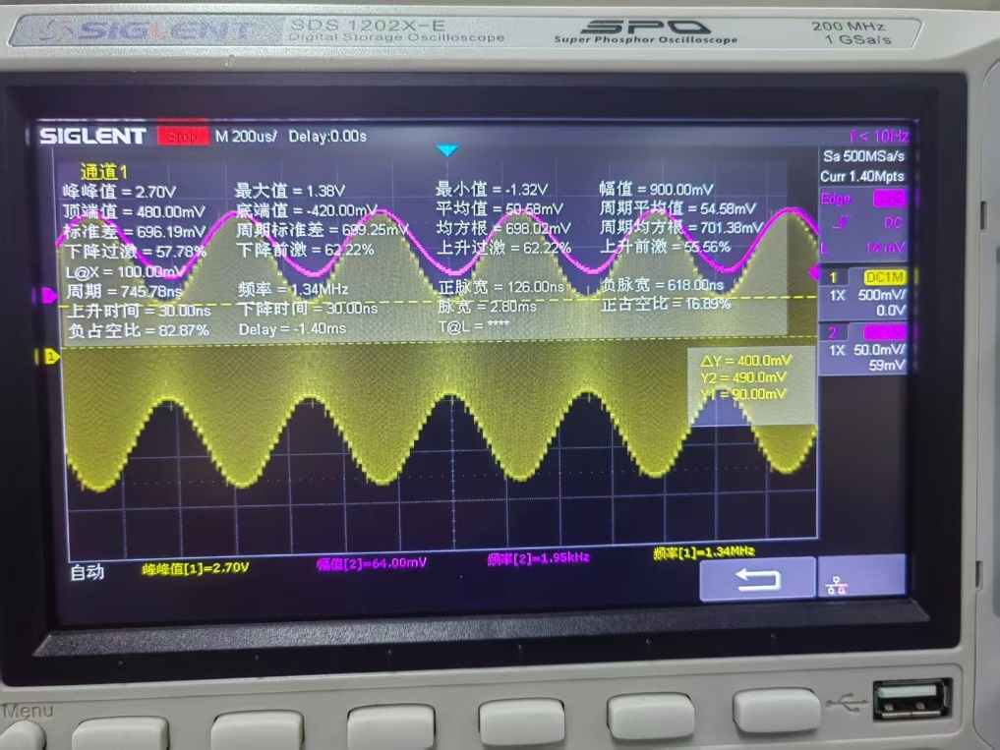 SIGLENT SDS 1202X-E SPO 200 MHz
Digital Storage Oscilloscope Super Phosphor Oscilloscope 1 GSa/s
SIGLENT Stop M 200us/ Delay:0.00s f < 10Hz
Sa 500MSa/s
Curr 1.40Mpts
通道1
峰峰值 = 2.70V 最大值 = 1.38V 最小值 = -1.32V 幅值 = 900.00mV
顶端值 = 480.00mV 底端值 = -420.00mV 平均值 = 50.58mV 周期平均值 = 54.58mV
标准差 = 696.19mV 周期标准差 = 699.25mV 均方根 = 698.02mV 周期均方根 = 701.38mV
下降过激 = 57.78% 下降前激 = 62.22% 上升过激 = 62.22% 上升前激 = 55.56%
L@X = 100.00mV
周期 = 745.78ns 频率 = 1.34MHz 正脉宽 = 126.00ns 负脉宽 = 618.00ns
上升时间 = 30.00ns 下降时间 = 30.00ns 脉宽 = 2.80ms 正占空比 = 16.89%
负占空比 = 82.87% Delay = -1.40ms T@L = ****
Edge
DC
L 14mV
1 DC1M
1X 500mV/
0.0V
2 DC1M
1X 50.0mV/
59mV
1
ΔY = 400.0mV
Y2 = 490.0mV
Y1 = 90.00mV
自动 峰峰值[1]=2.70V 幅值[2]=64.00mV 频率[2]=1.95kHz 频率[1]=1.34MHz
Menu